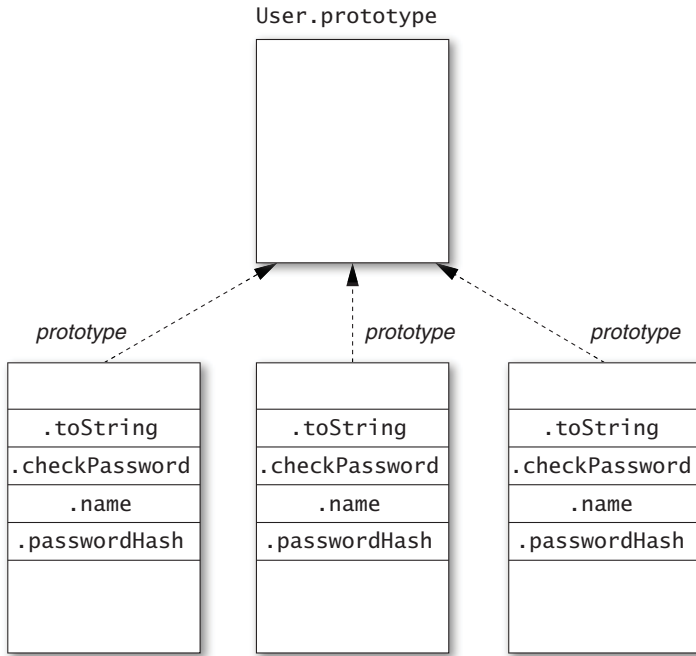 User.prototype
prototype
prototype
prototype
.toString
.checkPassword
.name
.passwordHash
.toString
.checkPassword
.name
.passwordHash
.toString
.checkPassword
.name
.passwordHash